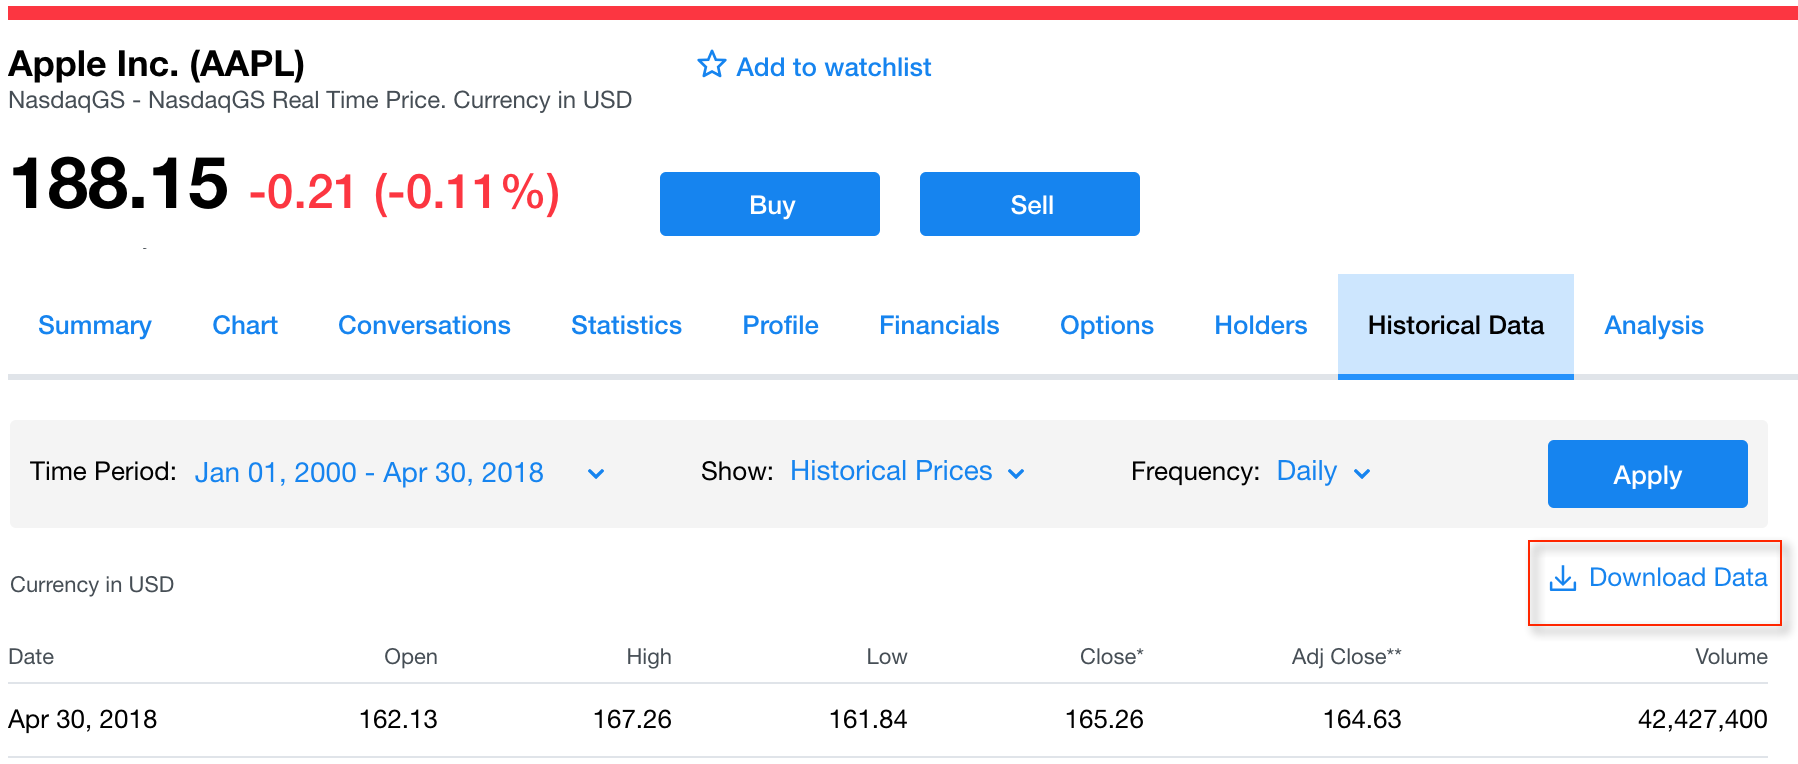 Apple Inc. (AAPL)
Add to watchlist
NasdaqGS - NasdaqGS Real Time Price. Currency in USD
188.15 -0.21 (-0.11%)
Buy Sell
Summary Chart Conversations Statistics Profile Financials Options Holders Historical Data Analysis
Time Period: Jan 01, 2000 - Apr 30, 2018 Show: Historical Prices Frequency: Daily Apply
Currency in USD Download Data
Date Open High Low Close* Adj Close** Volume
Apr 30, 2018 162.13 167.26 161.84 165.26 164.63 42,427,400